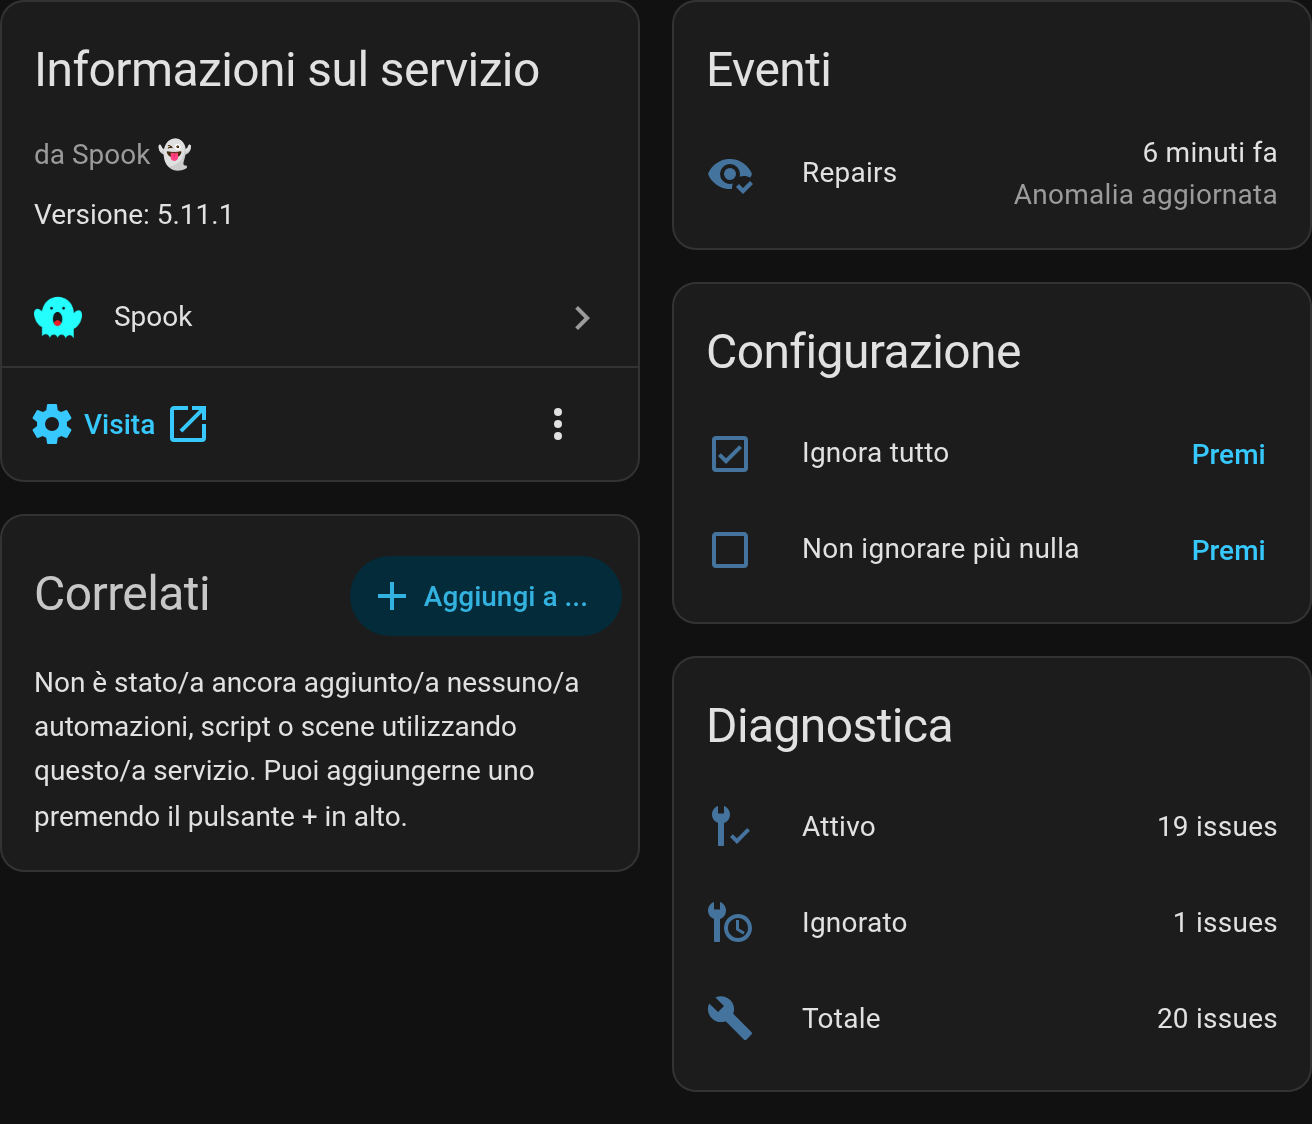 Informazioni sul servizio
da Spook 👻
Versione: 5.11.1
Spook
Visita
Correlati
Aggiungi a ...
Non è stato/a ancora aggiunto/a nessuno/a
automazioni, script o scene utilizzando
questo/a servizio. Puoi aggiungerne uno
premendo il pulsante + in alto.
Eventi
Repairs
6 minuti fa
Anomalia aggiornata
Configurazione
Ignora tutto Premi
Non ignorare più nulla Premi
Diagnostica
Attivo 19 issues
Ignorato 1 issues
Totale 20 issues